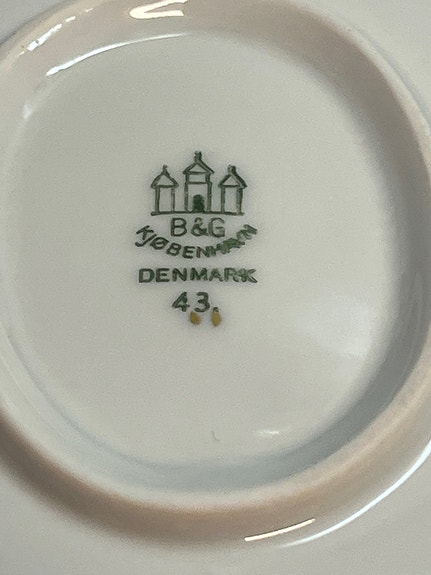 B&G
KJØBENHAVN
DENMARK
43.